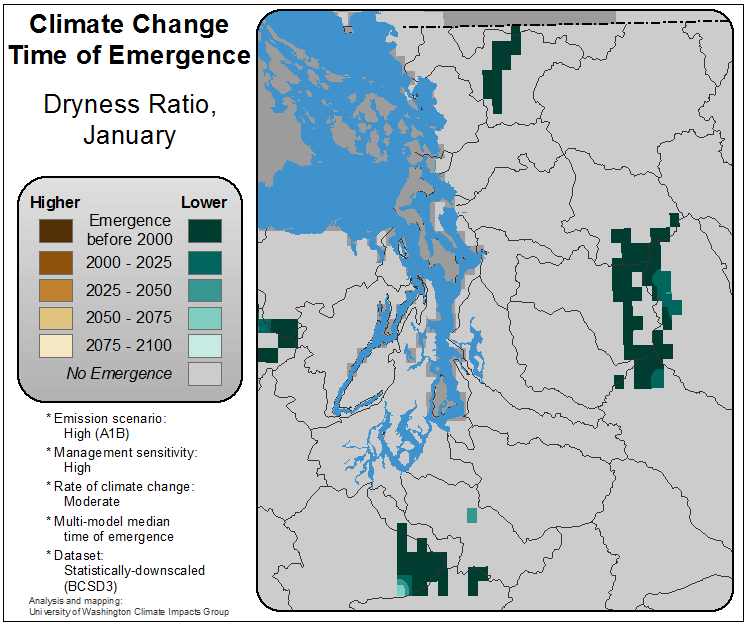 Climate Change
Time of Emergence
Dryness Ratio,
January
Higher
Lower
Emergence
before 2000
2000 - 2025
2025 - 2050
2050 - 2075
2075 - 2100
No Emergence
* Emission scenario:
High (A1B)
* Management sensitivity:
High
* Rate of climate change:
Moderate
* Multi-model median
time of emergence
* Dataset:
Statistically-downscaled
(BCSD3)
Analysis and mapping:
University of Washington Climate Impacts Group